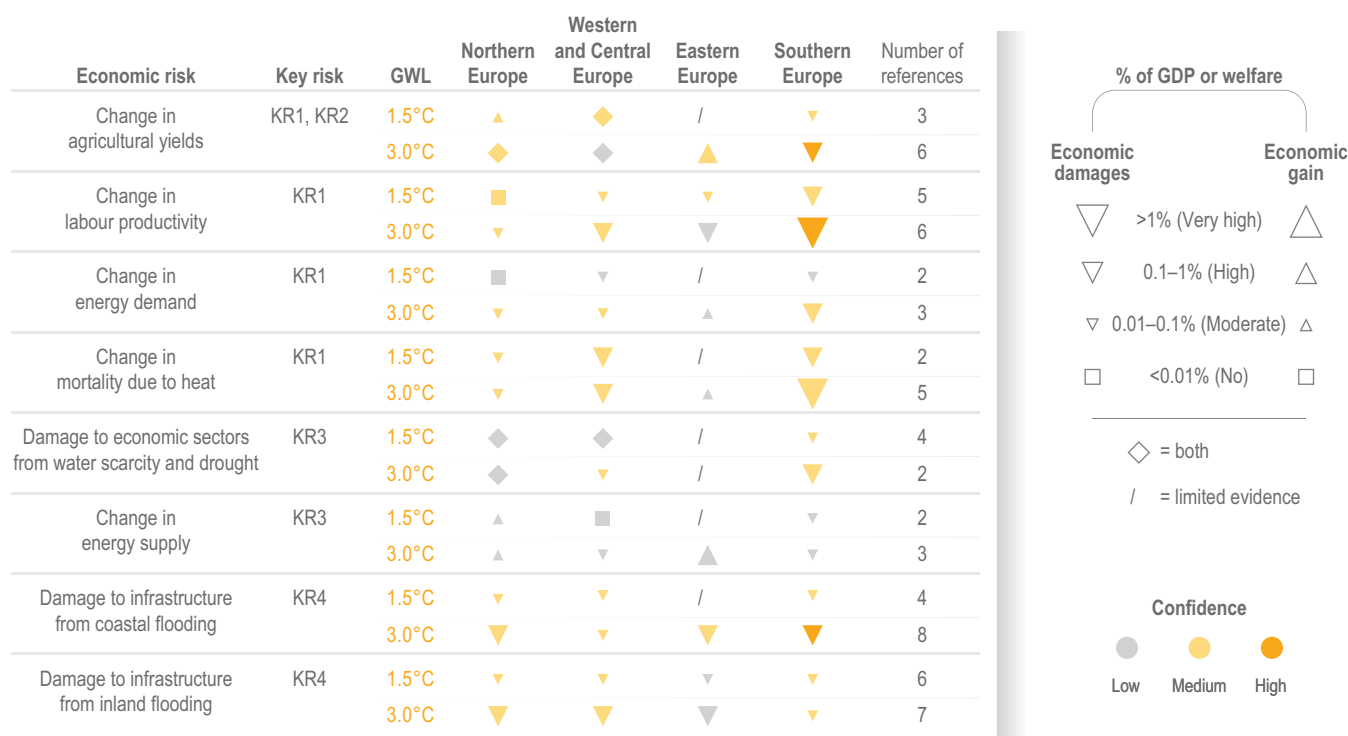 Economic risk Key risk GWL Northern Europe Western and Central Europe Eastern Europe Southern Europe Number of references
Change in agricultural yields KR1, KR2 1.5°C / 3
3.0°C 6
Change in labour productivity KR1 1.5°C 5
3.0°C 6
Change in energy demand KR1 1.5°C / 2
3.0°C 3
Change in mortality due to heat KR1 1.5°C / 2
3.0°C 5
Damage to economic sectors from water scarcity and drought KR3 1.5°C / 4
3.0°C / 2
Change in energy supply KR3 1.5°C / 2
3.0°C 3
Damage to infrastructure from coastal flooding KR4 1.5°C / 4
3.0°C 8
Damage to infrastructure from inland flooding KR4 1.5°C 6
3.0°C 7
% of GDP or welfare
Economic damages
Economic gain
>1% (Very high)
0.1–1% (High)
0.01–0.1% (Moderate)
<0.01% (No)
= both
/ = limited evidence
Confidence
Low Medium High